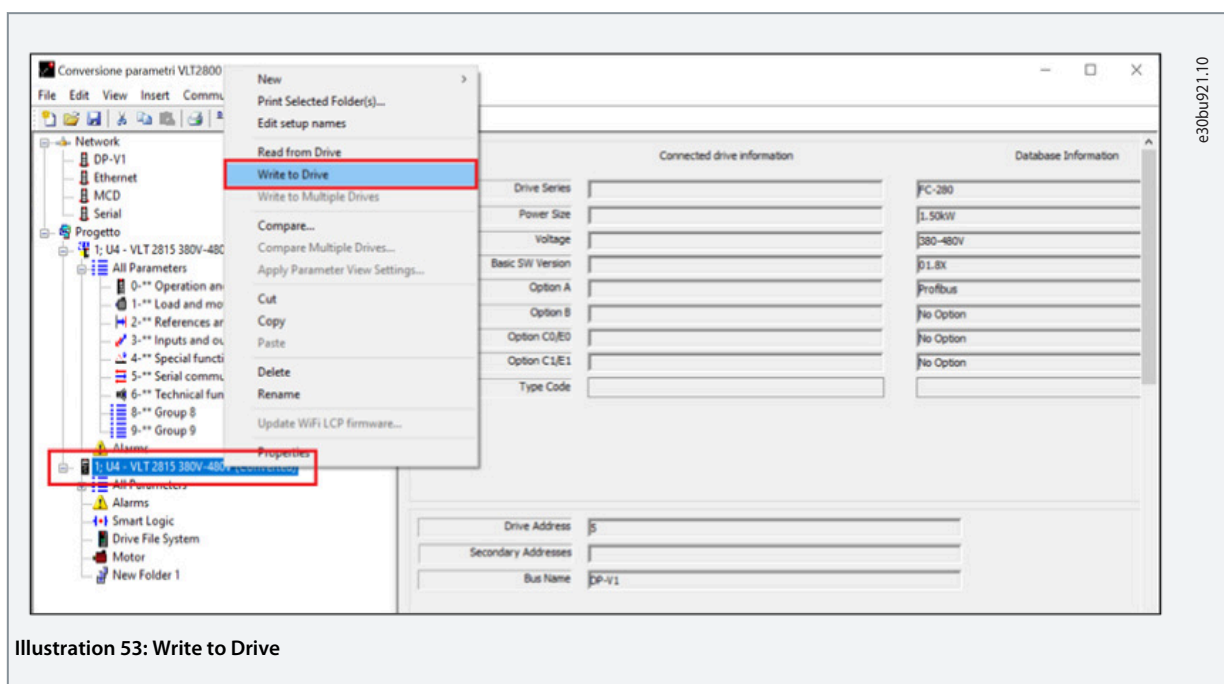 e30bu921.10
Conversione parametri VLT2800
File Edit View Insert Commu
Network
DP-V1
Ethernet
MCD
Serial
Progetto
1; U4 - VLT 2815 380V-480
All Parameters
0-** Operation an
1-** Load and mo
2-** References ar
3-** Inputs and ou
4-** Special functi
5-** Serial commu
6-** Technical fun
8-** Group 8
9-** Group 9
Alarms
1; U4 - VLT 2815 380V-480V (Converted)
All Parameters
Alarms
Smart Logic
Drive File System
Motor
New Folder 1
New
Print Selected Folder(s)...
Edit setup names
Read from Drive
Write to Drive
Write to Multiple Drives
Compare...
Compare Multiple Drives...
Apply Parameter View Settings...
Cut
Copy
Paste
Delete
Rename
Update WiFi LCP firmware...
Properties
Connected drive information Database Information
Drive Series FC-280
Power Size 1.50kW
Voltage 380-480V
Basic SW Version 01.8X
Option A Profibus
Option B No Option
Option C0/E0 No Option
Option C1/E1 No Option
Type Code
Drive Address 5
Secondary Addresses
Bus Name DP-V1
Illustration 53: Write to Drive